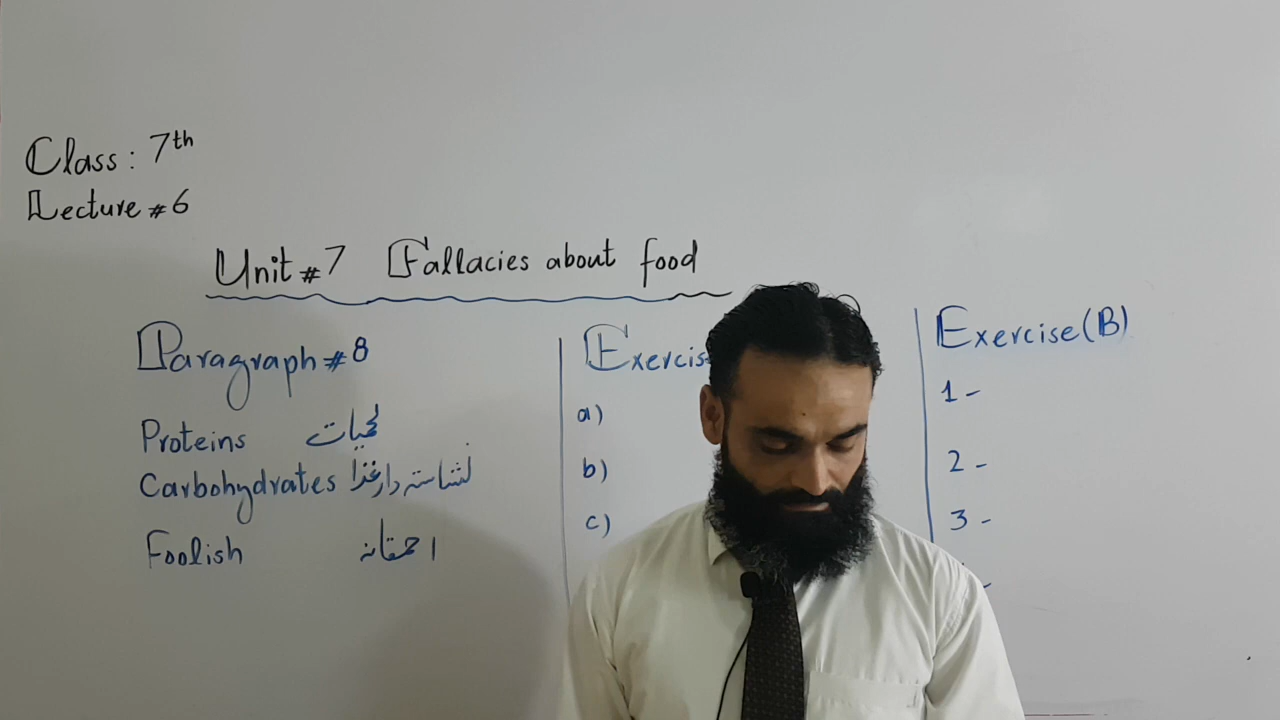 Class: 7th
Lecture # 6
Unit # 7 Fallacies about food
Paragraph # 8
Proteins لحمیات
Carbohydrates نشاستہ دار غذا
Foolish احمقانہ
Exercis
a)
b)
c)
Exercise (B)
1-
2-
3-